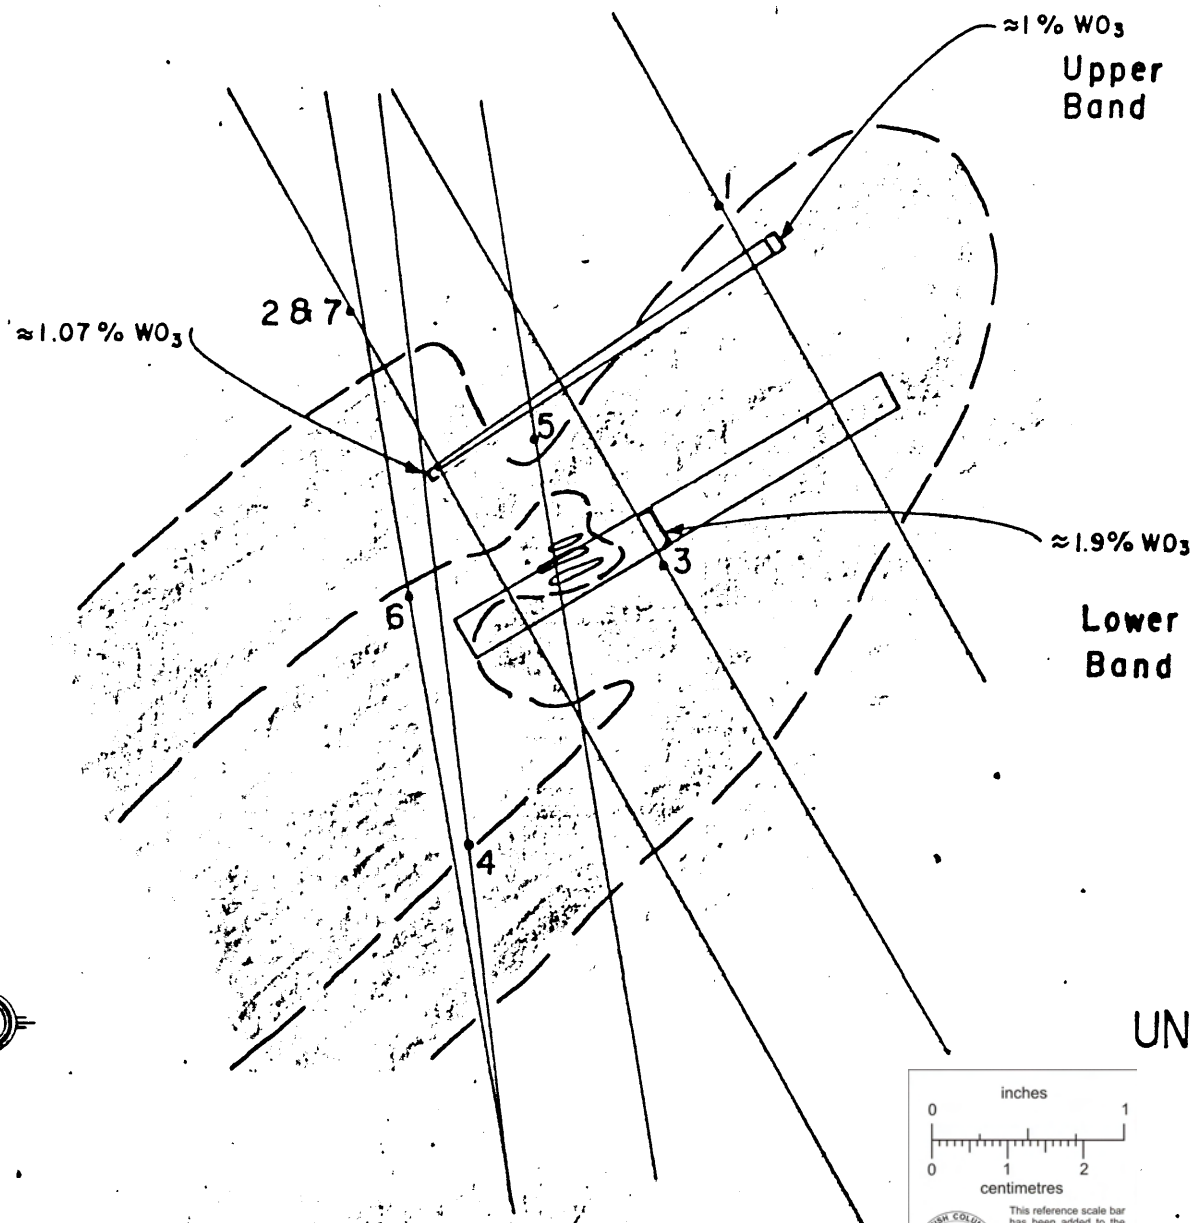 ≈1% WO₃
Upper
Band
1
2 & 7
≈1.07% WO₃
5
3
≈1.9% WO₃
6
Lower
Band
4
UN
inches
0 1
0 1 2
centimetres
This reference scale bar
has been added to the